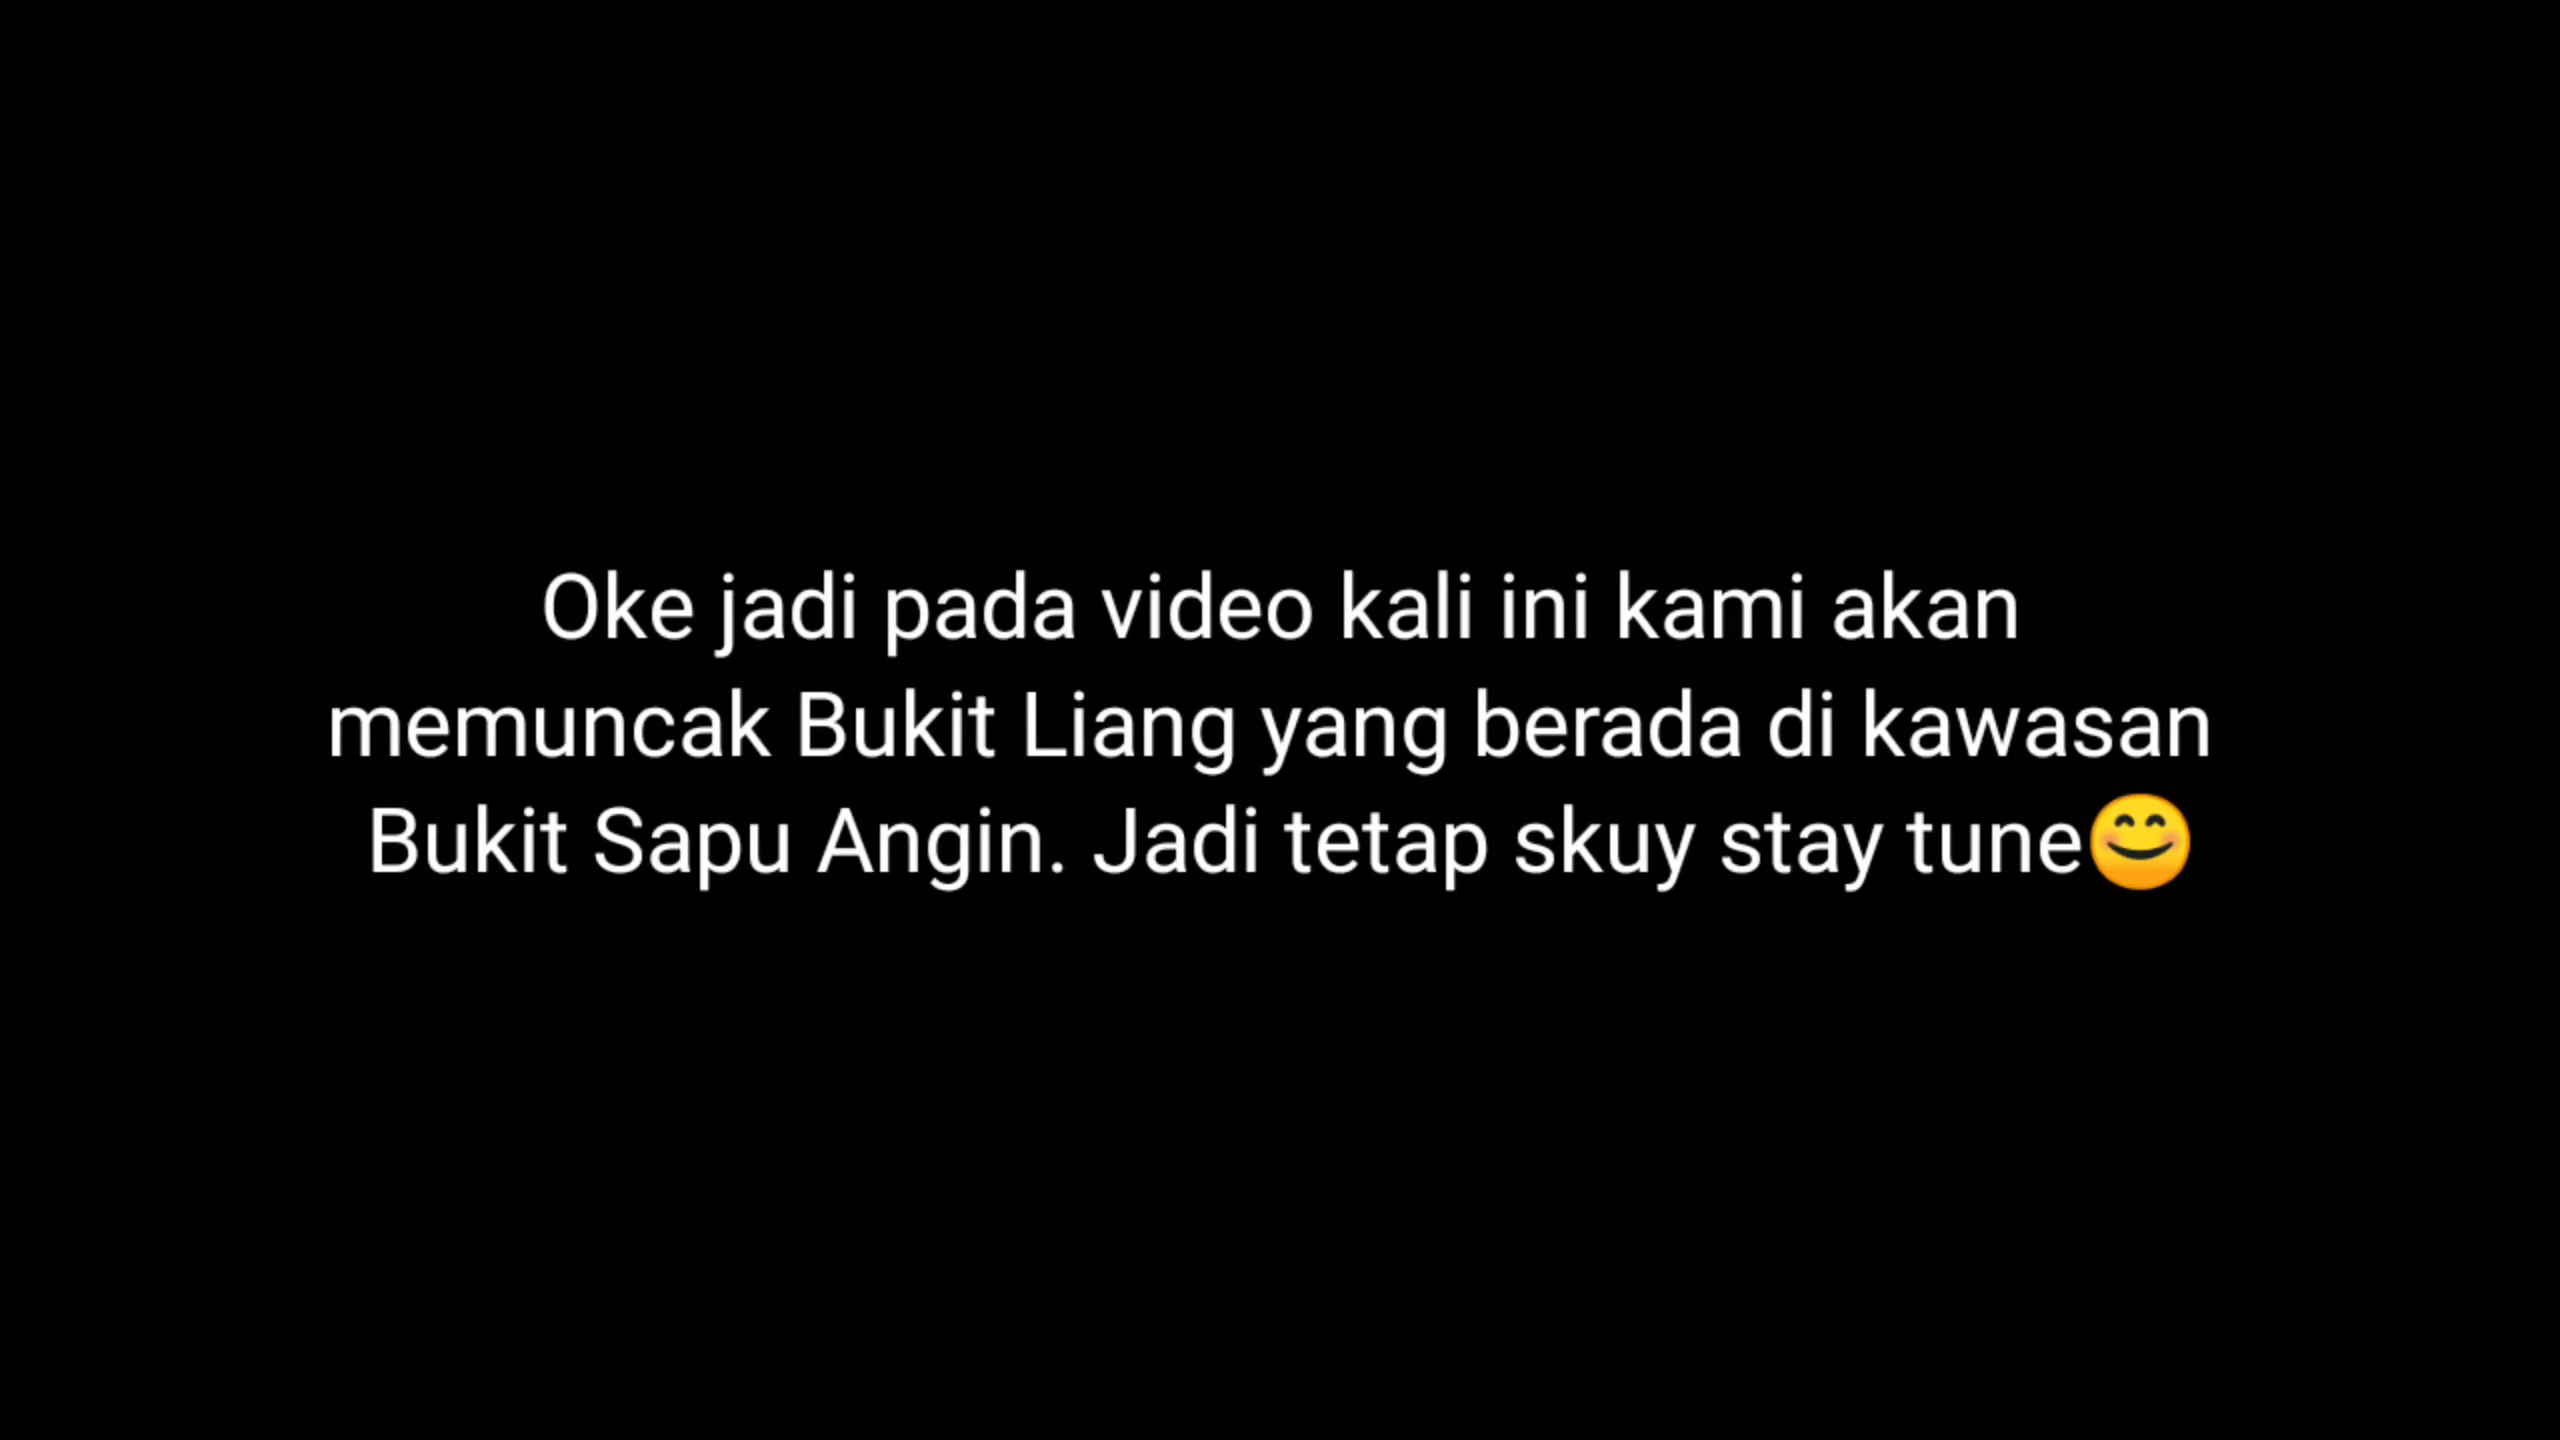 Oke jadi pada video kali ini kami akan
memuncak Bukit Liang yang berada di kawasan
Bukit Sapu Angin. Jadi tetap skuy stay tune😊